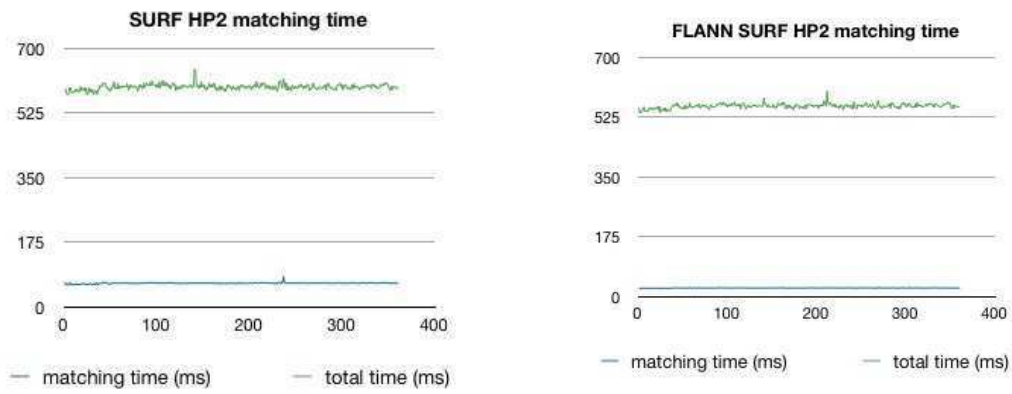 SURF HP2 matching time
700
525
350
175
0
0 100 200 300 400
matching time (ms) total time (ms)
FLANN SURF HP2 matching time
700
525
350
175
0
0 100 200 300 400
matching time (ms) total time (ms)